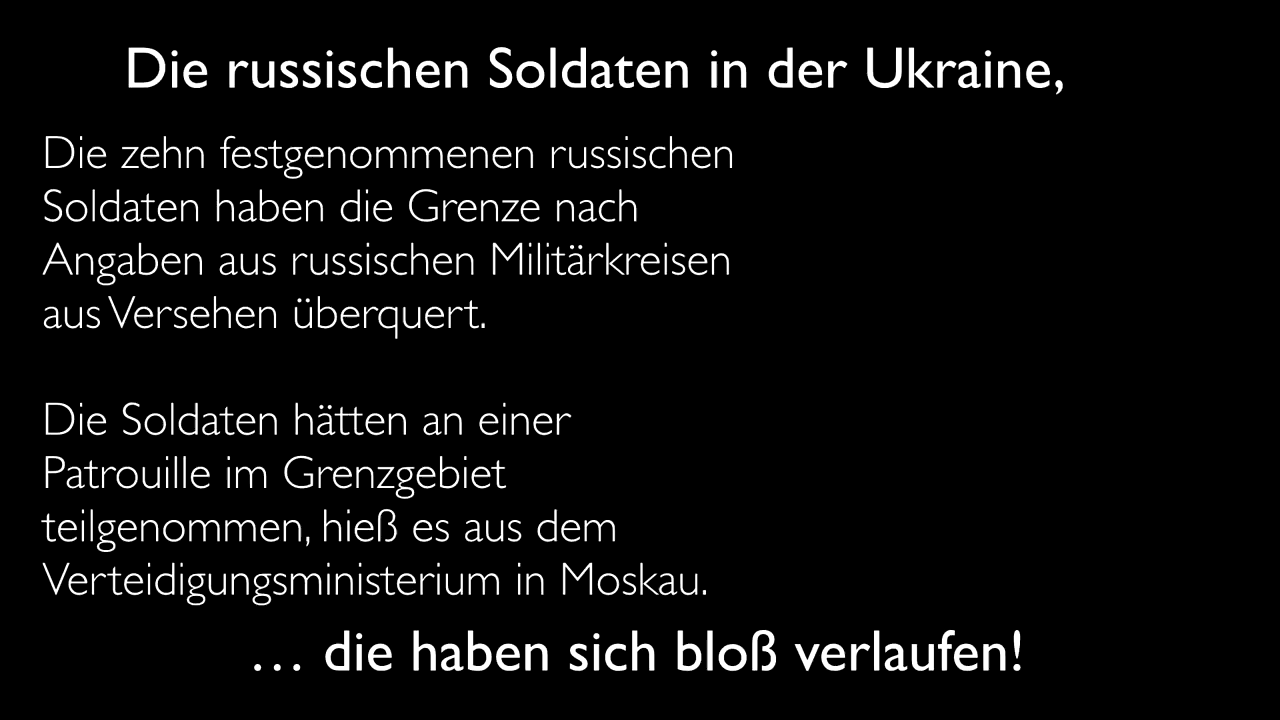 Die russischen Soldaten in der Ukraine,
Die zehn festgenommenen russischen
Soldaten haben die Grenze nach
Angaben aus russischen Militärkreisen
aus Versehen überquert.
Die Soldaten hätten an einer
Patrouille im Grenzgebiet
teilgenommen, hieß es aus dem
Verteidigungsministerium in Moskau.
… die haben sich bloß verlaufen!